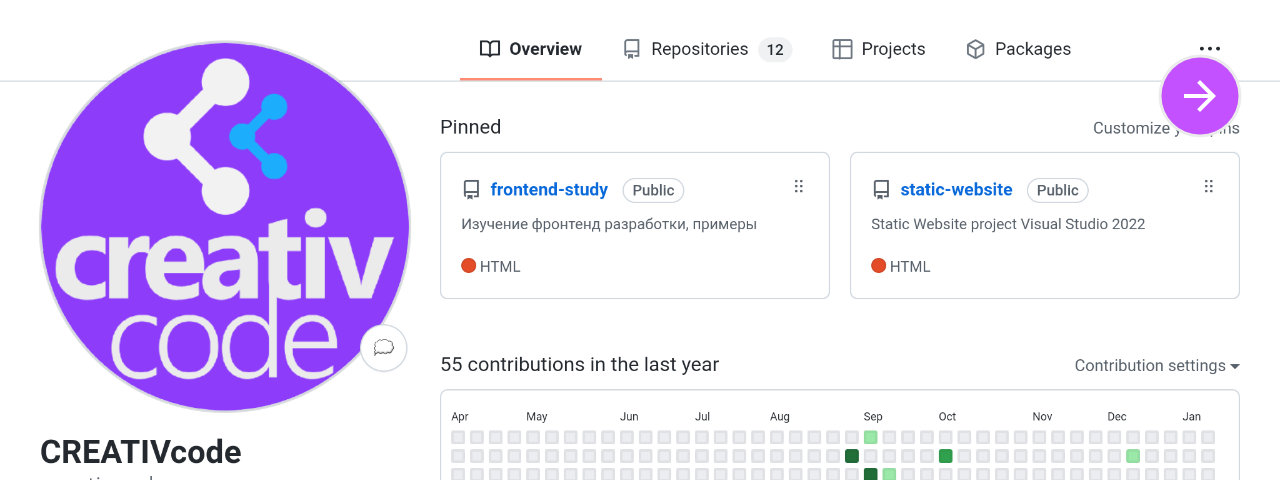 Overview
Repositories 12
Projects
Packages
creativ
code
Pinned
Customize
frontend-study Public
Изучение фронтенд разработки, примеры
HTML
static-website Public
Static Website project Visual Studio 2022
HTML
55 contributions in the last year
Contribution settings
Apr May Jun Jul Aug Sep Oct Nov Dec Jan
CREATIVcode